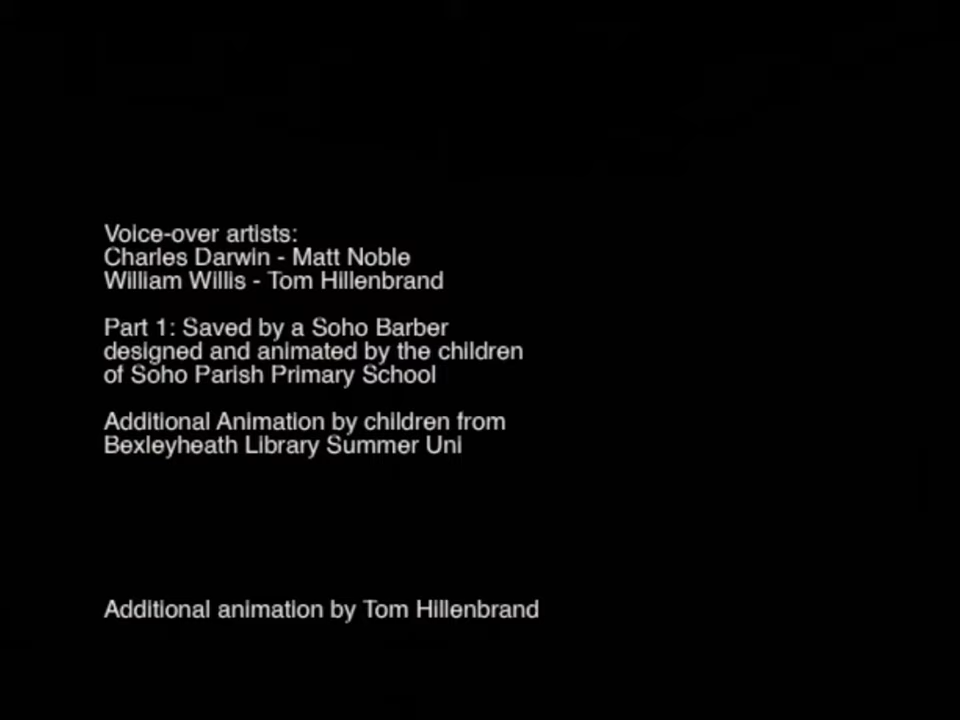 Voice-over artists:
Charles Darwin - Matt Noble
William Willis - Tom Hillenbrand
Part 1: Saved by a Soho Barber
designed and animated by the children
of Soho Parish Primary School
Additional Animation by children from
Bexleyheath Library Summer Uni
Additional animation by Tom Hillenbrand